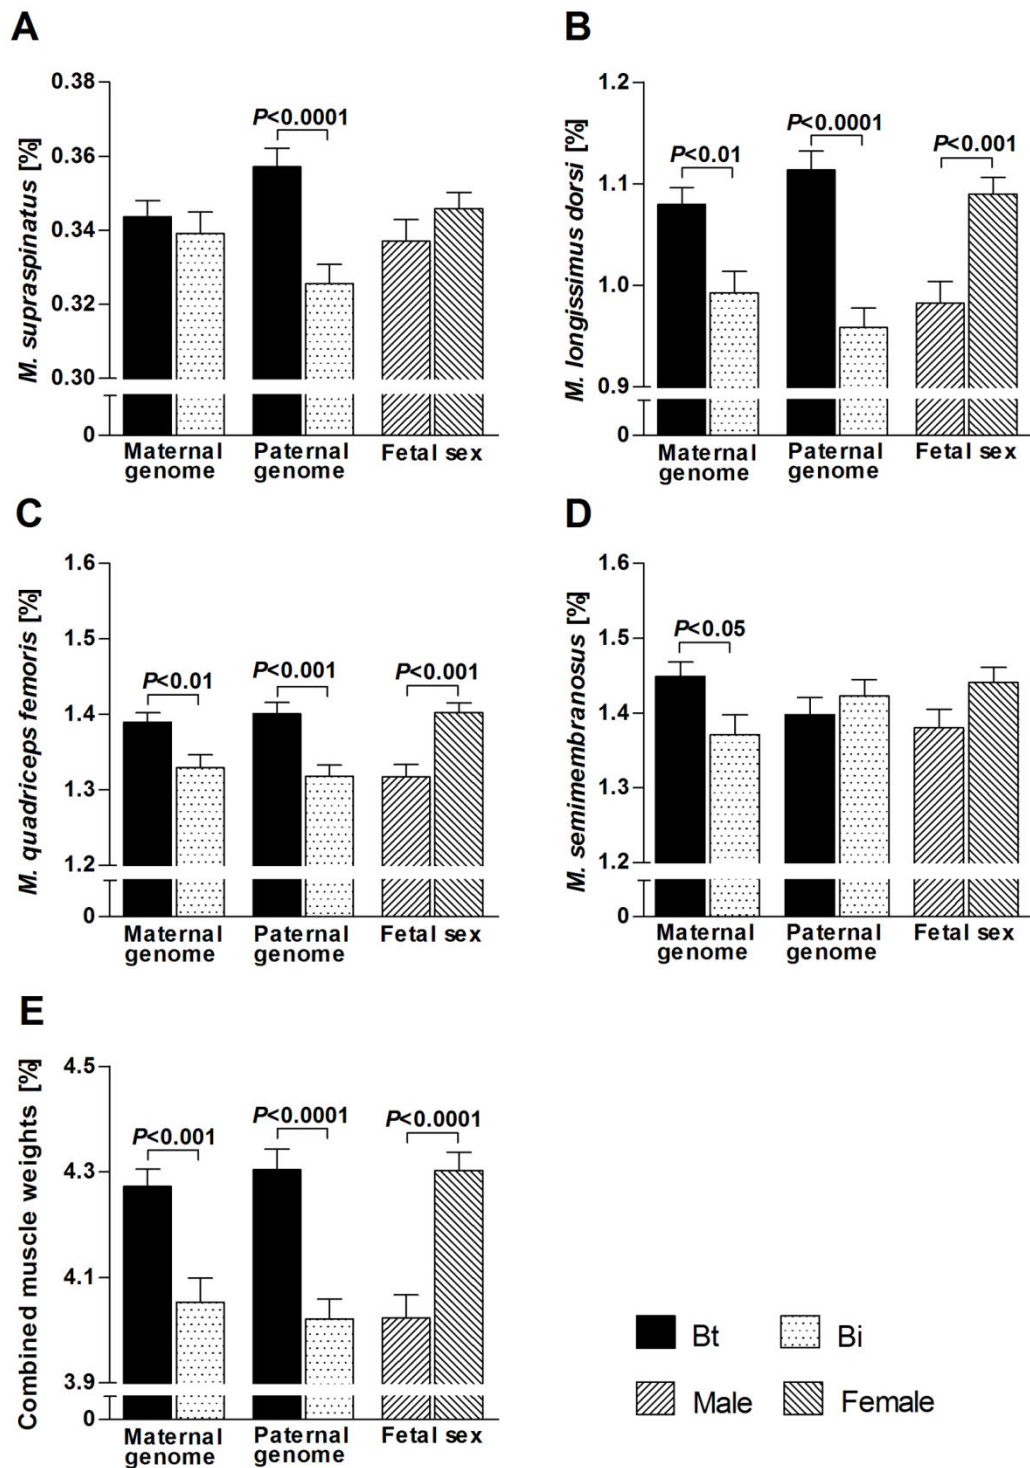 A
M. supraspinatus [%]
0.38
0.36
0.34
0.32
0.30
0
P<0.0001
Maternal genome
Paternal genome
Fetal sex
B
M. longissimus dorsi [%]
1.2
1.1
1.0
0.9
0
P<0.01
P<0.0001
P<0.001
Maternal genome
Paternal genome
Fetal sex
C
M. quadriceps femoris [%]
1.6
1.5
1.4
1.3
1.2
0
P<0.01
P<0.001
P<0.001
Maternal genome
Paternal genome
Fetal sex
D
M. semimembranosus [%]
1.6
1.5
1.4
1.3
1.2
0
P<0.05
Maternal genome
Paternal genome
Fetal sex
E
Combined muscle weights [%]
4.5
4.3
4.1
3.9
0
P<0.001
P<0.0001
P<0.0001
Maternal genome
Paternal genome
Fetal sex
Bt
Bi
Male
Female